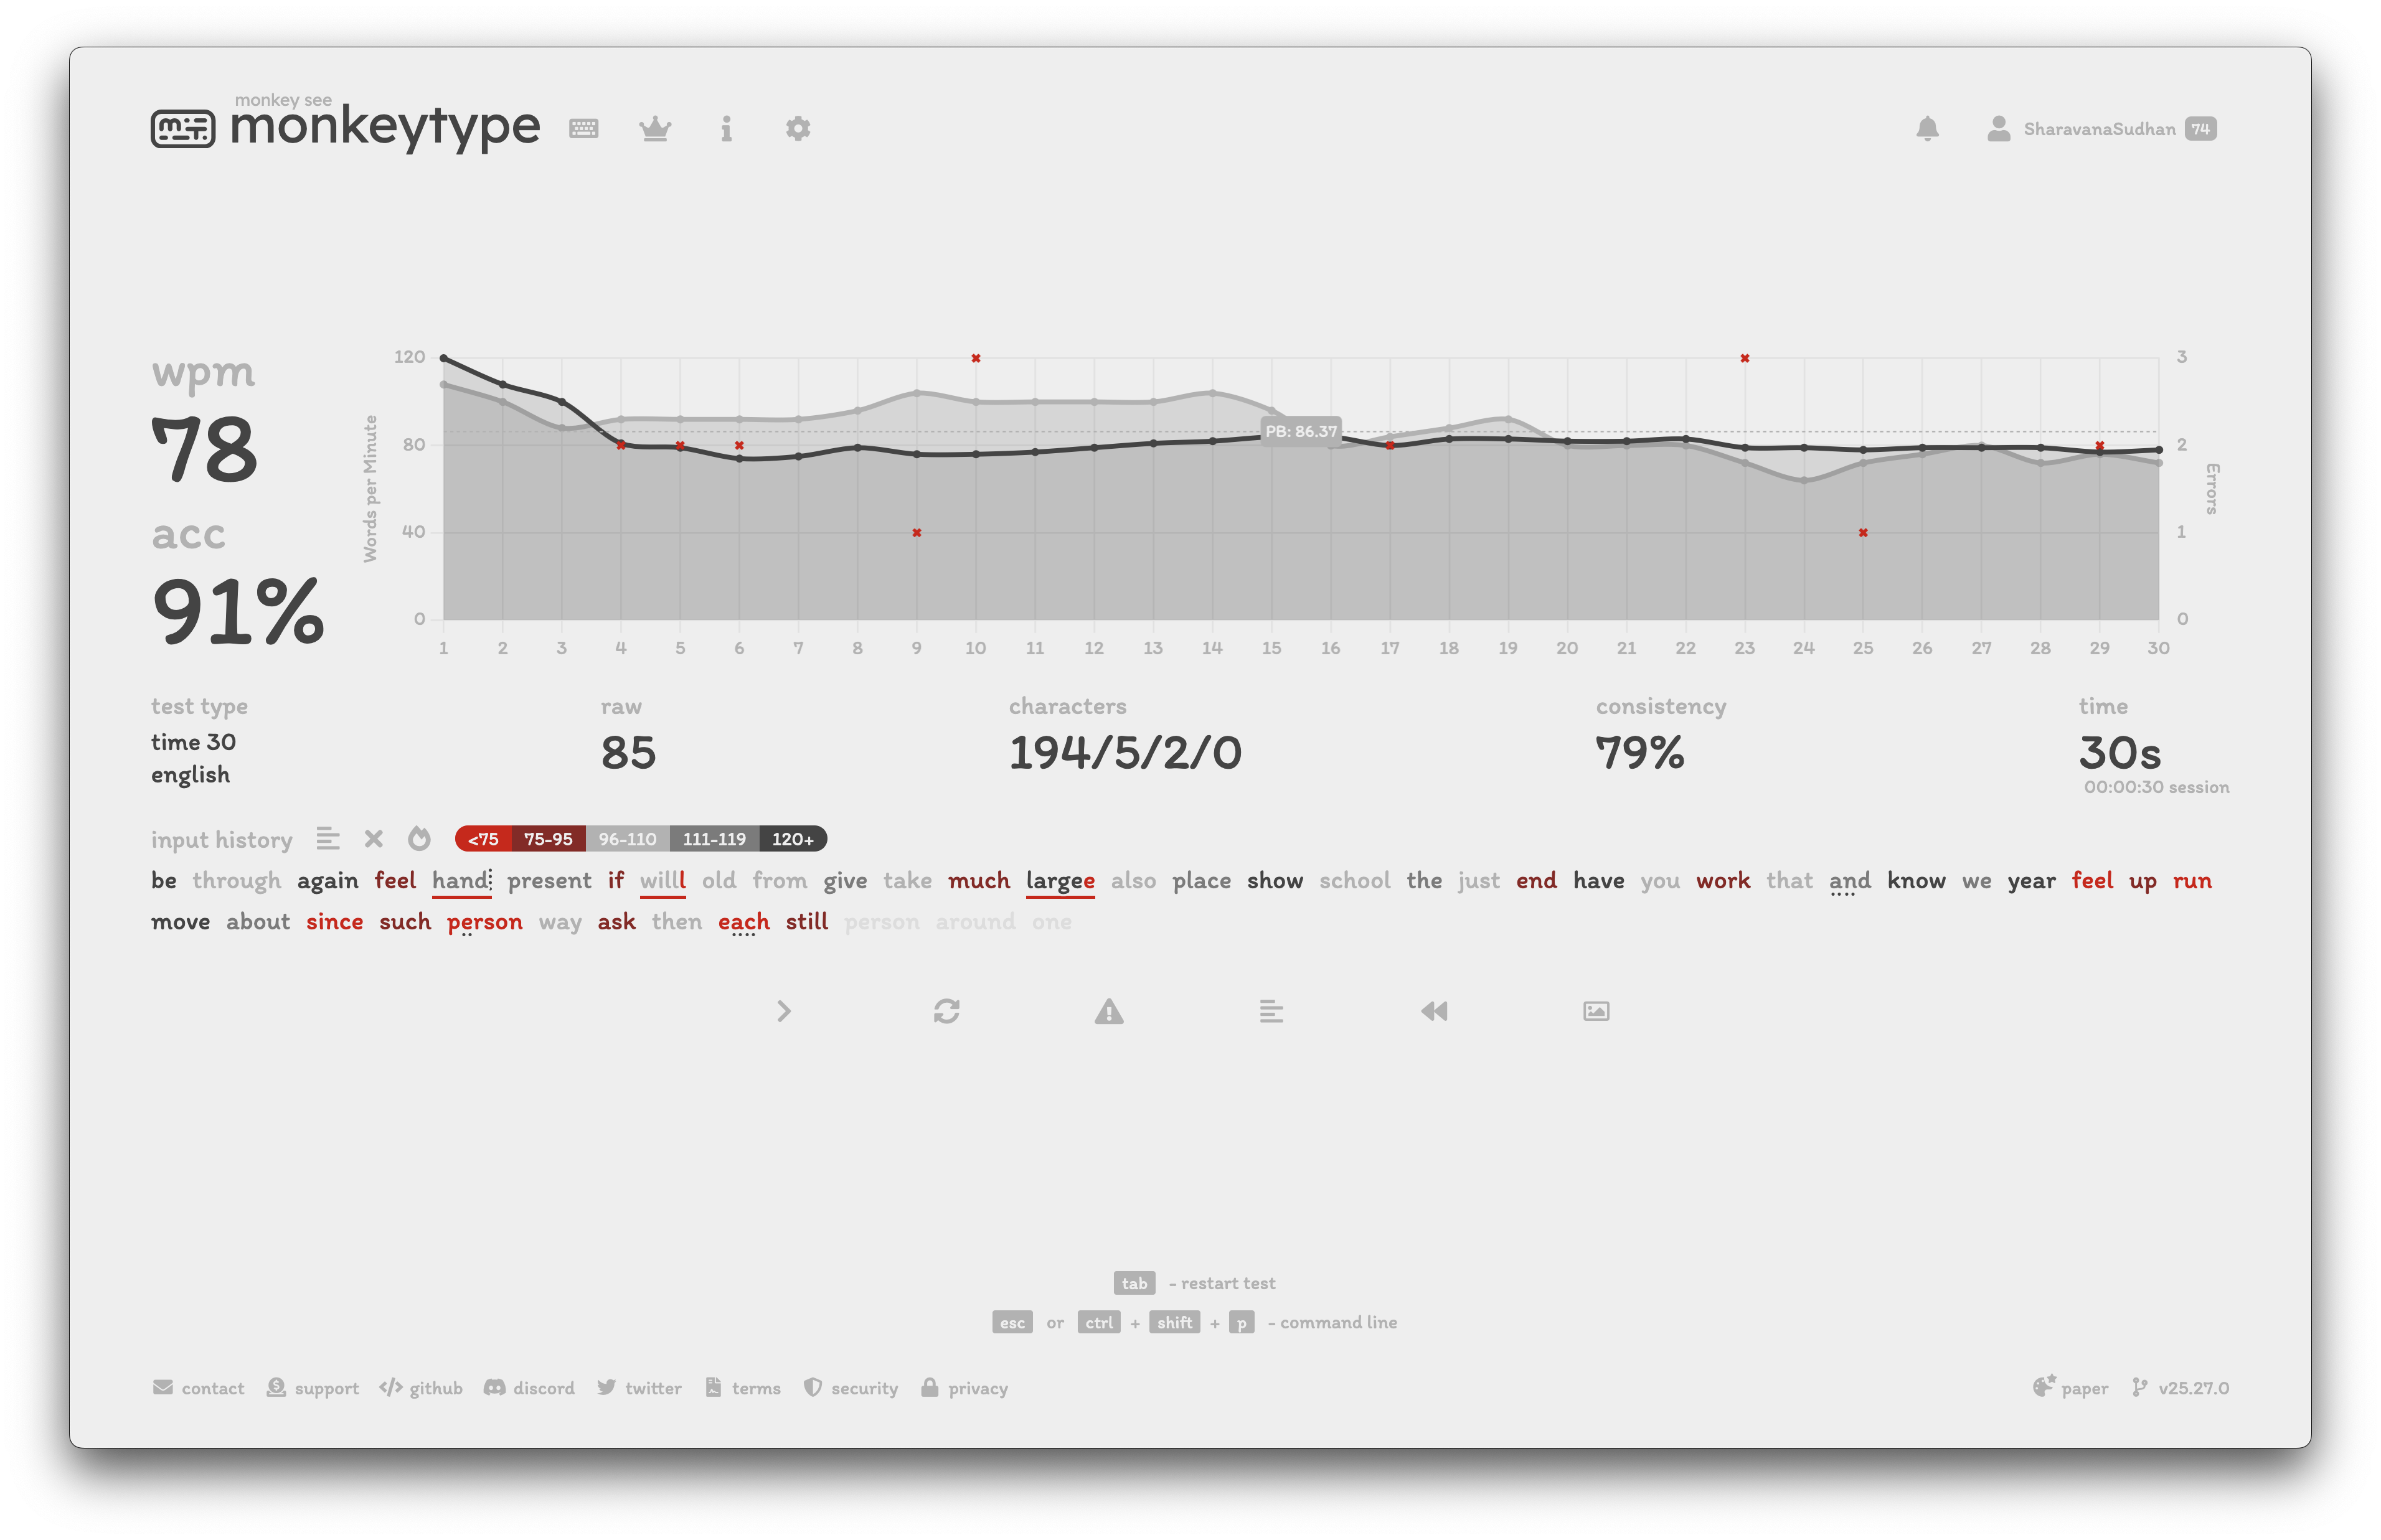 monkey see
monkeytype
SharavanaSudhan 74
wpm
78
acc
91%
Words per Minute
120
80
40
0
PB: 86.37
3
2
1
0
Errors
1 2 3 4 5 6 7 8 9 10 11 12 13 14 15 16 17 18 19 20 21 22 23 24 25 26 27 28 29 30
test type
time 30
english
raw
85
characters
194/5/2/0
consistency
79%
time
30s
00:00:30 session
input history <75 75-95 96-110 111-119 120+
be through again feel hand present if willl old from give take much largee also place show school the just end have you work that and know we year feel up run
move about since such person way ask then each still person around one
tab - restart test
esc or ctrl + shift + p - command line
contact support github discord twitter terms security privacy paper v25.27.0